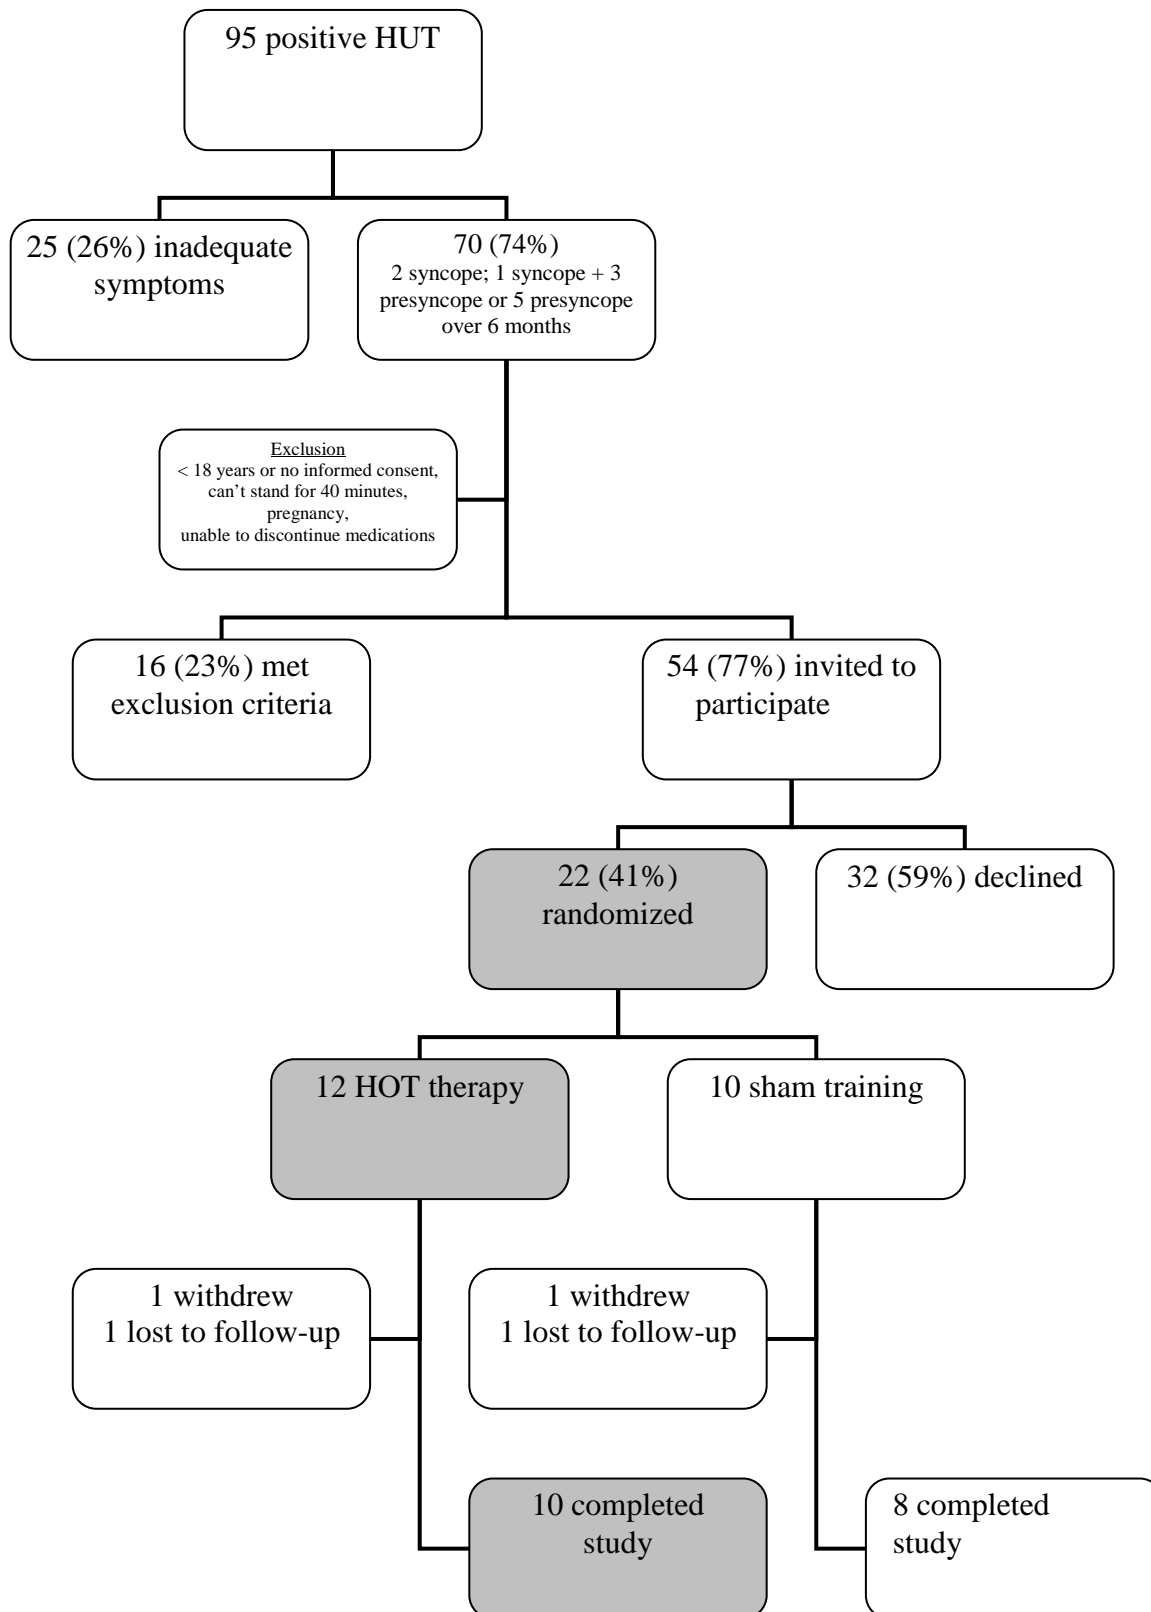 95 positive HUT
25 (26%) inadequate
symptoms
70 (74%)
2 syncope; 1 syncope + 3
presyncope or 5 presyncope
over 6 months
Exclusion
< 18 years or no informed consent,
can’t stand for 40 minutes,
pregnancy,
unable to discontinue medications
16 (23%) met
exclusion criteria
54 (77%) invited to
participate
22 (41%)
randomized
32 (59%) declined
12 HOT therapy
10 sham training
1 withdrew
1 lost to follow-up
1 withdrew
1 lost to follow-up
10 completed
study
8 completed
study